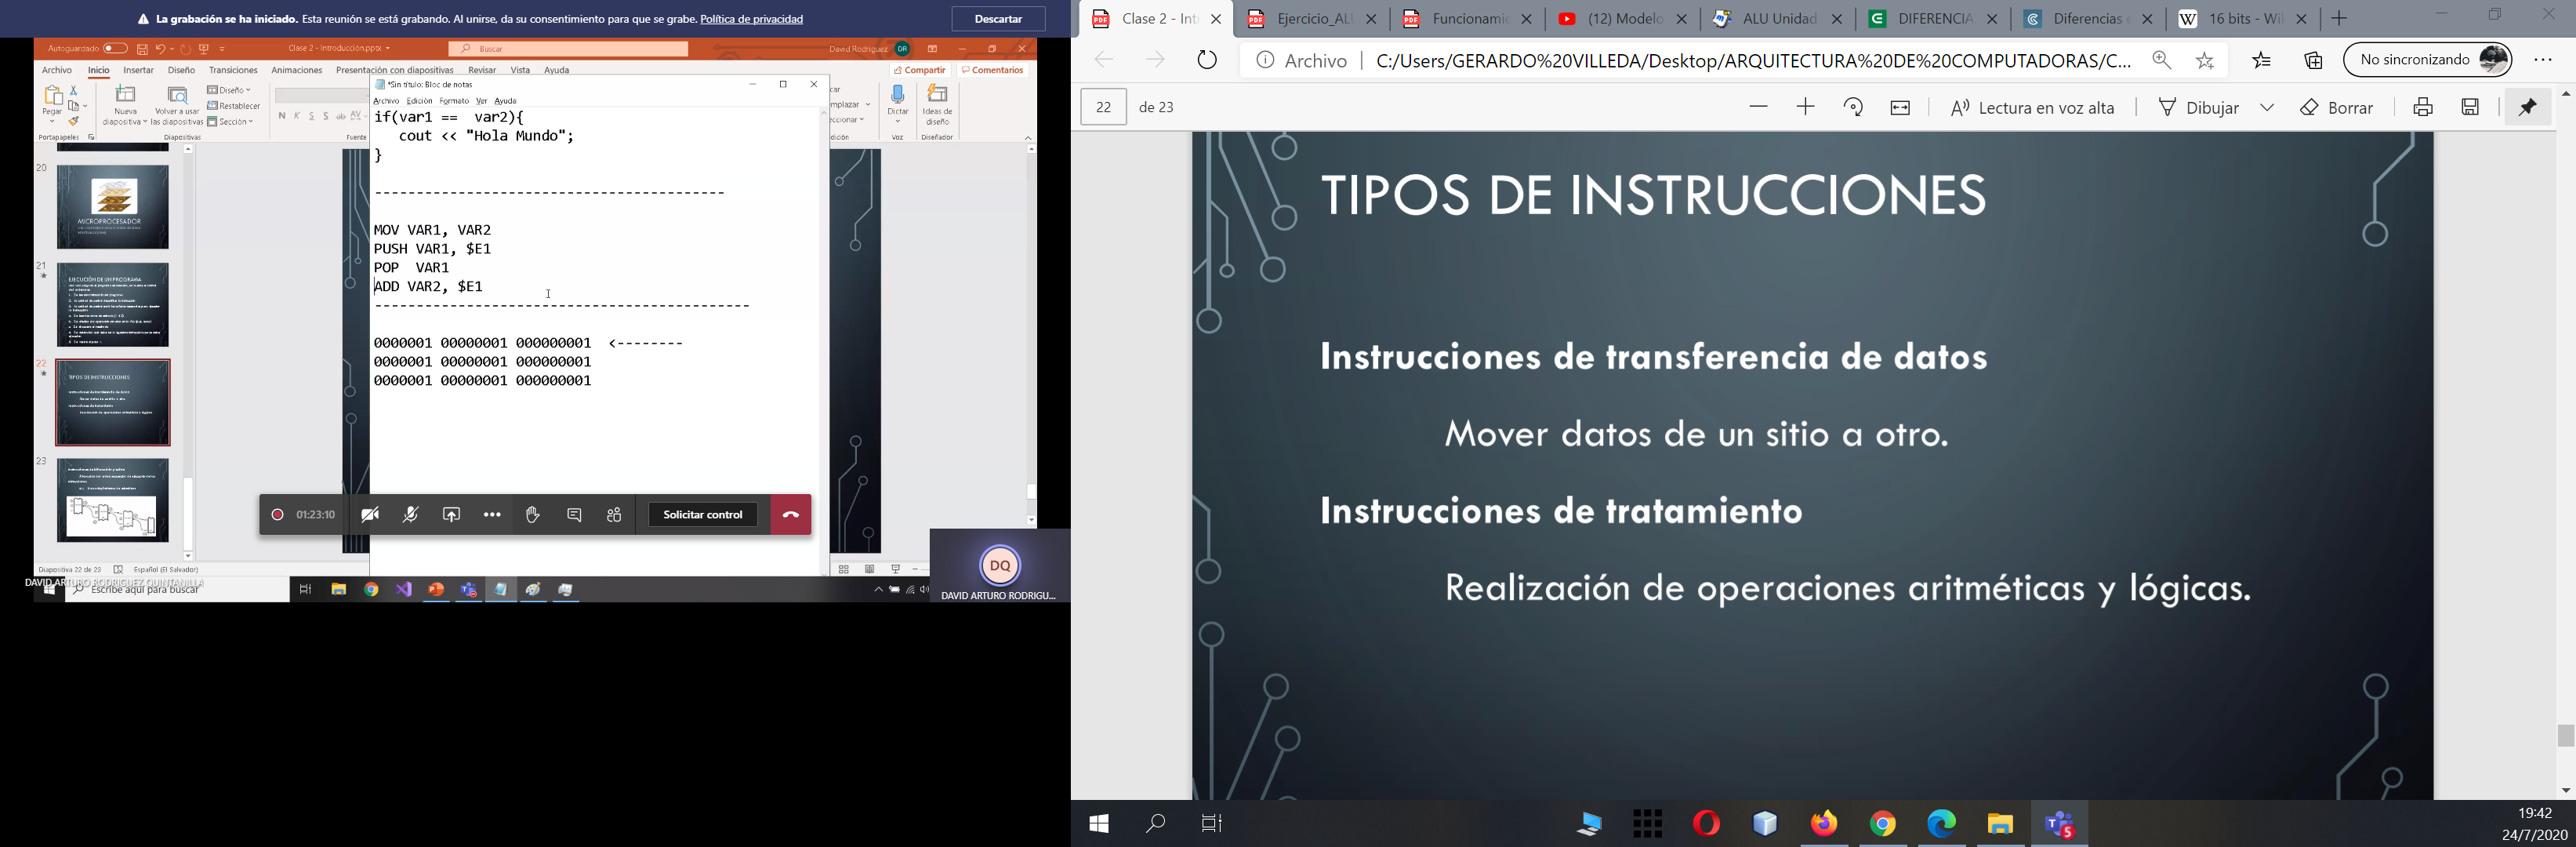 La grabación se ha iniciado. Esta reunión se está grabando. Al unirse, da su consentimiento para que se grabe. Política de privacidad
Descartar
Autoguardado
Clase 2 - Introducción.pptx
Buscar
David Rodriguez
DR
Archivo Inicio Insertar Diseño Transiciones Animaciones Presentación con diapositivas Revisar Vista Ayuda
Compartir
Comentarios
Pegar
Portapapeles
Nueva diapositiva
Volver a usar las diapositivas
Diseño
Restablecer
Sección
Diapositivas
N K S S ab AV
Fuente
Dictar
Voz
Ideas de diseño
Diseñador
*Sin título: Bloc de notas
Archivo Edición Formato Ver Ayuda
if(var1 ==  var2){
   cout << "Hola Mundo";
}
------------------------------------------
MOV VAR1, VAR2
PUSH VAR1, $E1
POP  VAR1
ADD VAR2, $E1
---------------------------------------------
0000001 00000001 000000001  <--------
0000001 00000001 000000001
0000001 00000001 000000001
20
MICROPROCESADOR
21
EJECUCIÓN DE UN PROGRAMA
22
TIPOS DE INSTRUCCIONES
23
01:23:10
Solicitar control
DQ
DAVID ARTURO RODRIGU...
Diapositiva 22 de 23
Español (El Salvador)
DAVID ARTURO RODRIGUEZ QUINTANILLA
Escribe aquí para buscar
Clase 2 - Int
Ejercicio_AL
Funcionami
(12) Modelo
ALU Unidad
DIFERENCIA
Diferencias e
16 bits - Wi
Archivo
C:/Users/GERARDO%20VILLEDA/Desktop/ARQUITECTURA%20DE%20COMPUTADORAS/C...
No sincronizando
22 de 23
Lectura en voz alta
Dibujar
Borrar
TIPOS DE INSTRUCCIONES
Instrucciones de transferencia de datos
Mover datos de un sitio a otro.
Instrucciones de tratamiento
Realización de operaciones aritméticas y lógicas.
5
19:42
24/7/2020